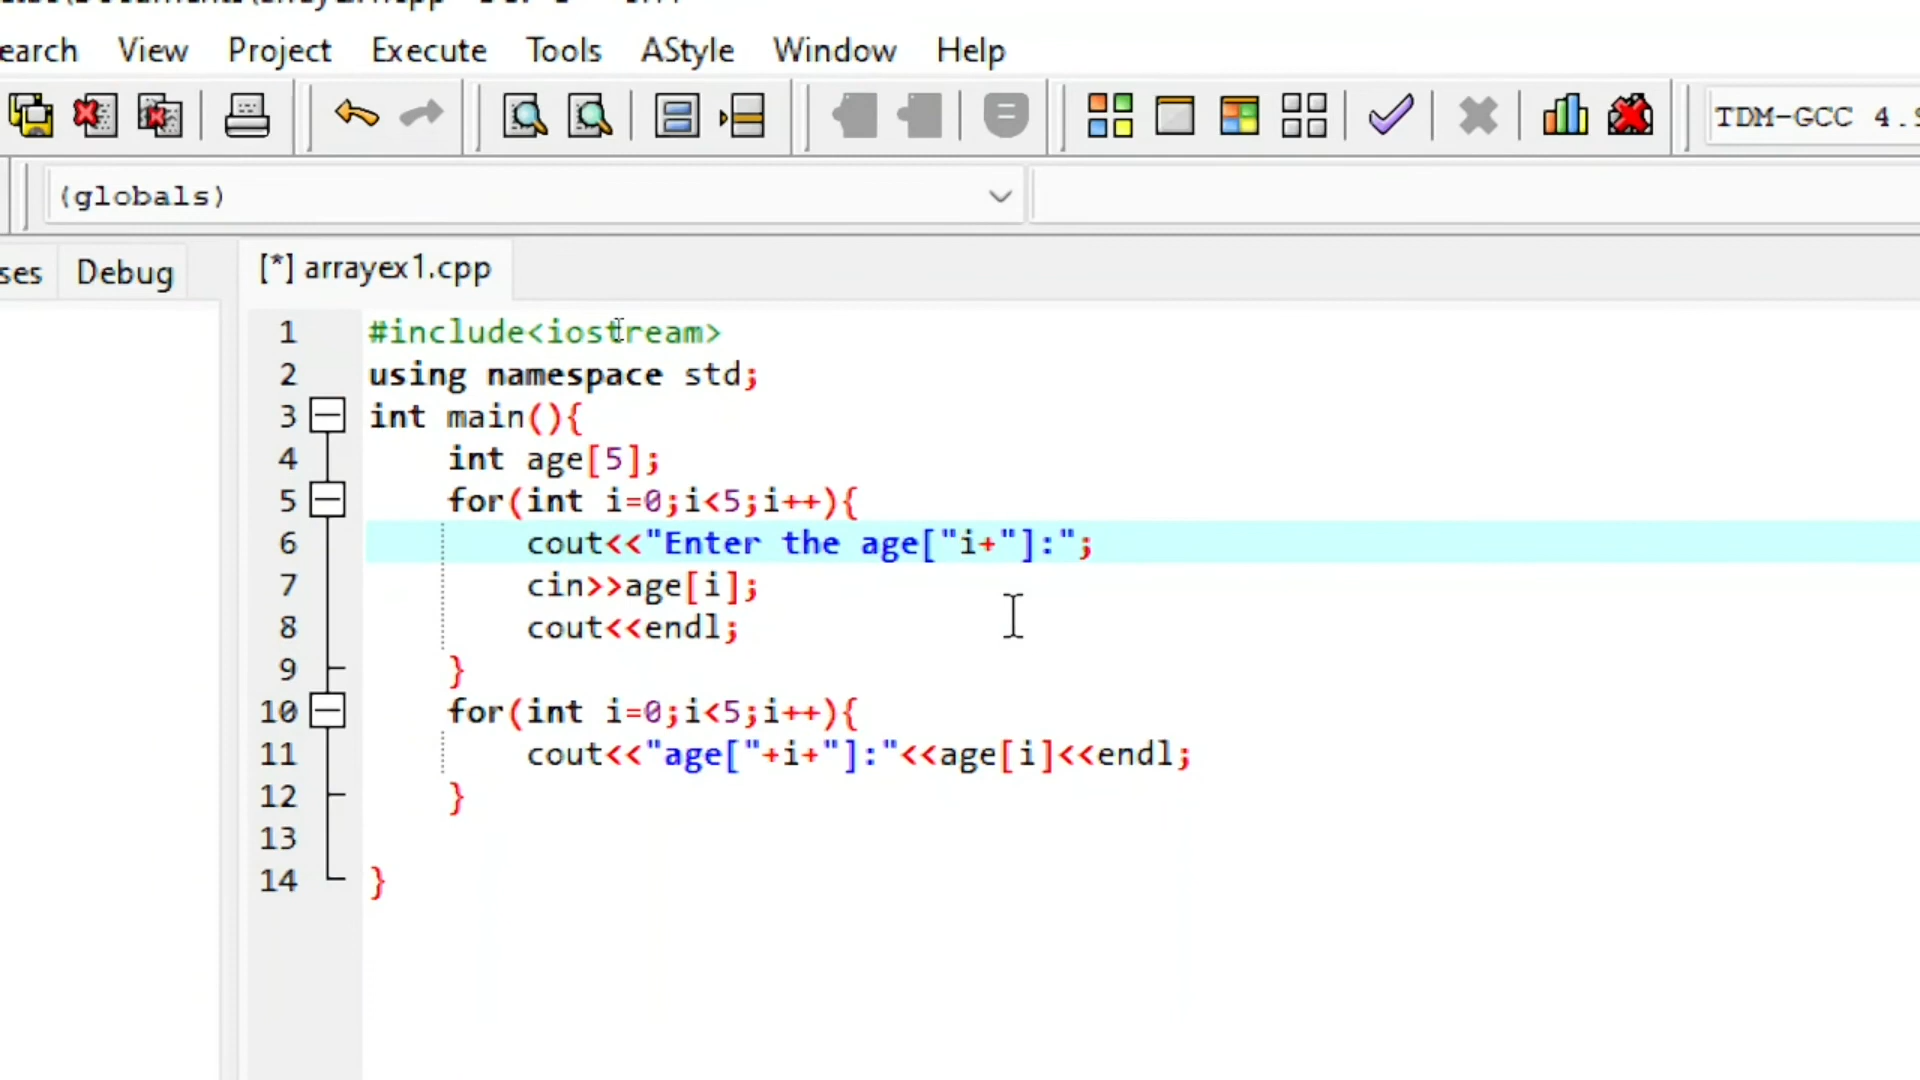 earch View Project Execute Tools AStyle Window Help
TDM-GCC 4.9
(globals)
ses Debug [*] arrayex1.cpp
1 #include<iostream>
2 using namespace std;
3 int main(){
4 int age[5];
5 for(int i=0;i<5;i++){
6 cout<<"Enter the age["i+"]:";
7 cin>>age[i];
8 cout<<endl;
9 }
10 for(int i=0;i<5;i++){
11 cout<<"age["+i+"]:"<<age[i]<<endl;
12 }
13
14 }